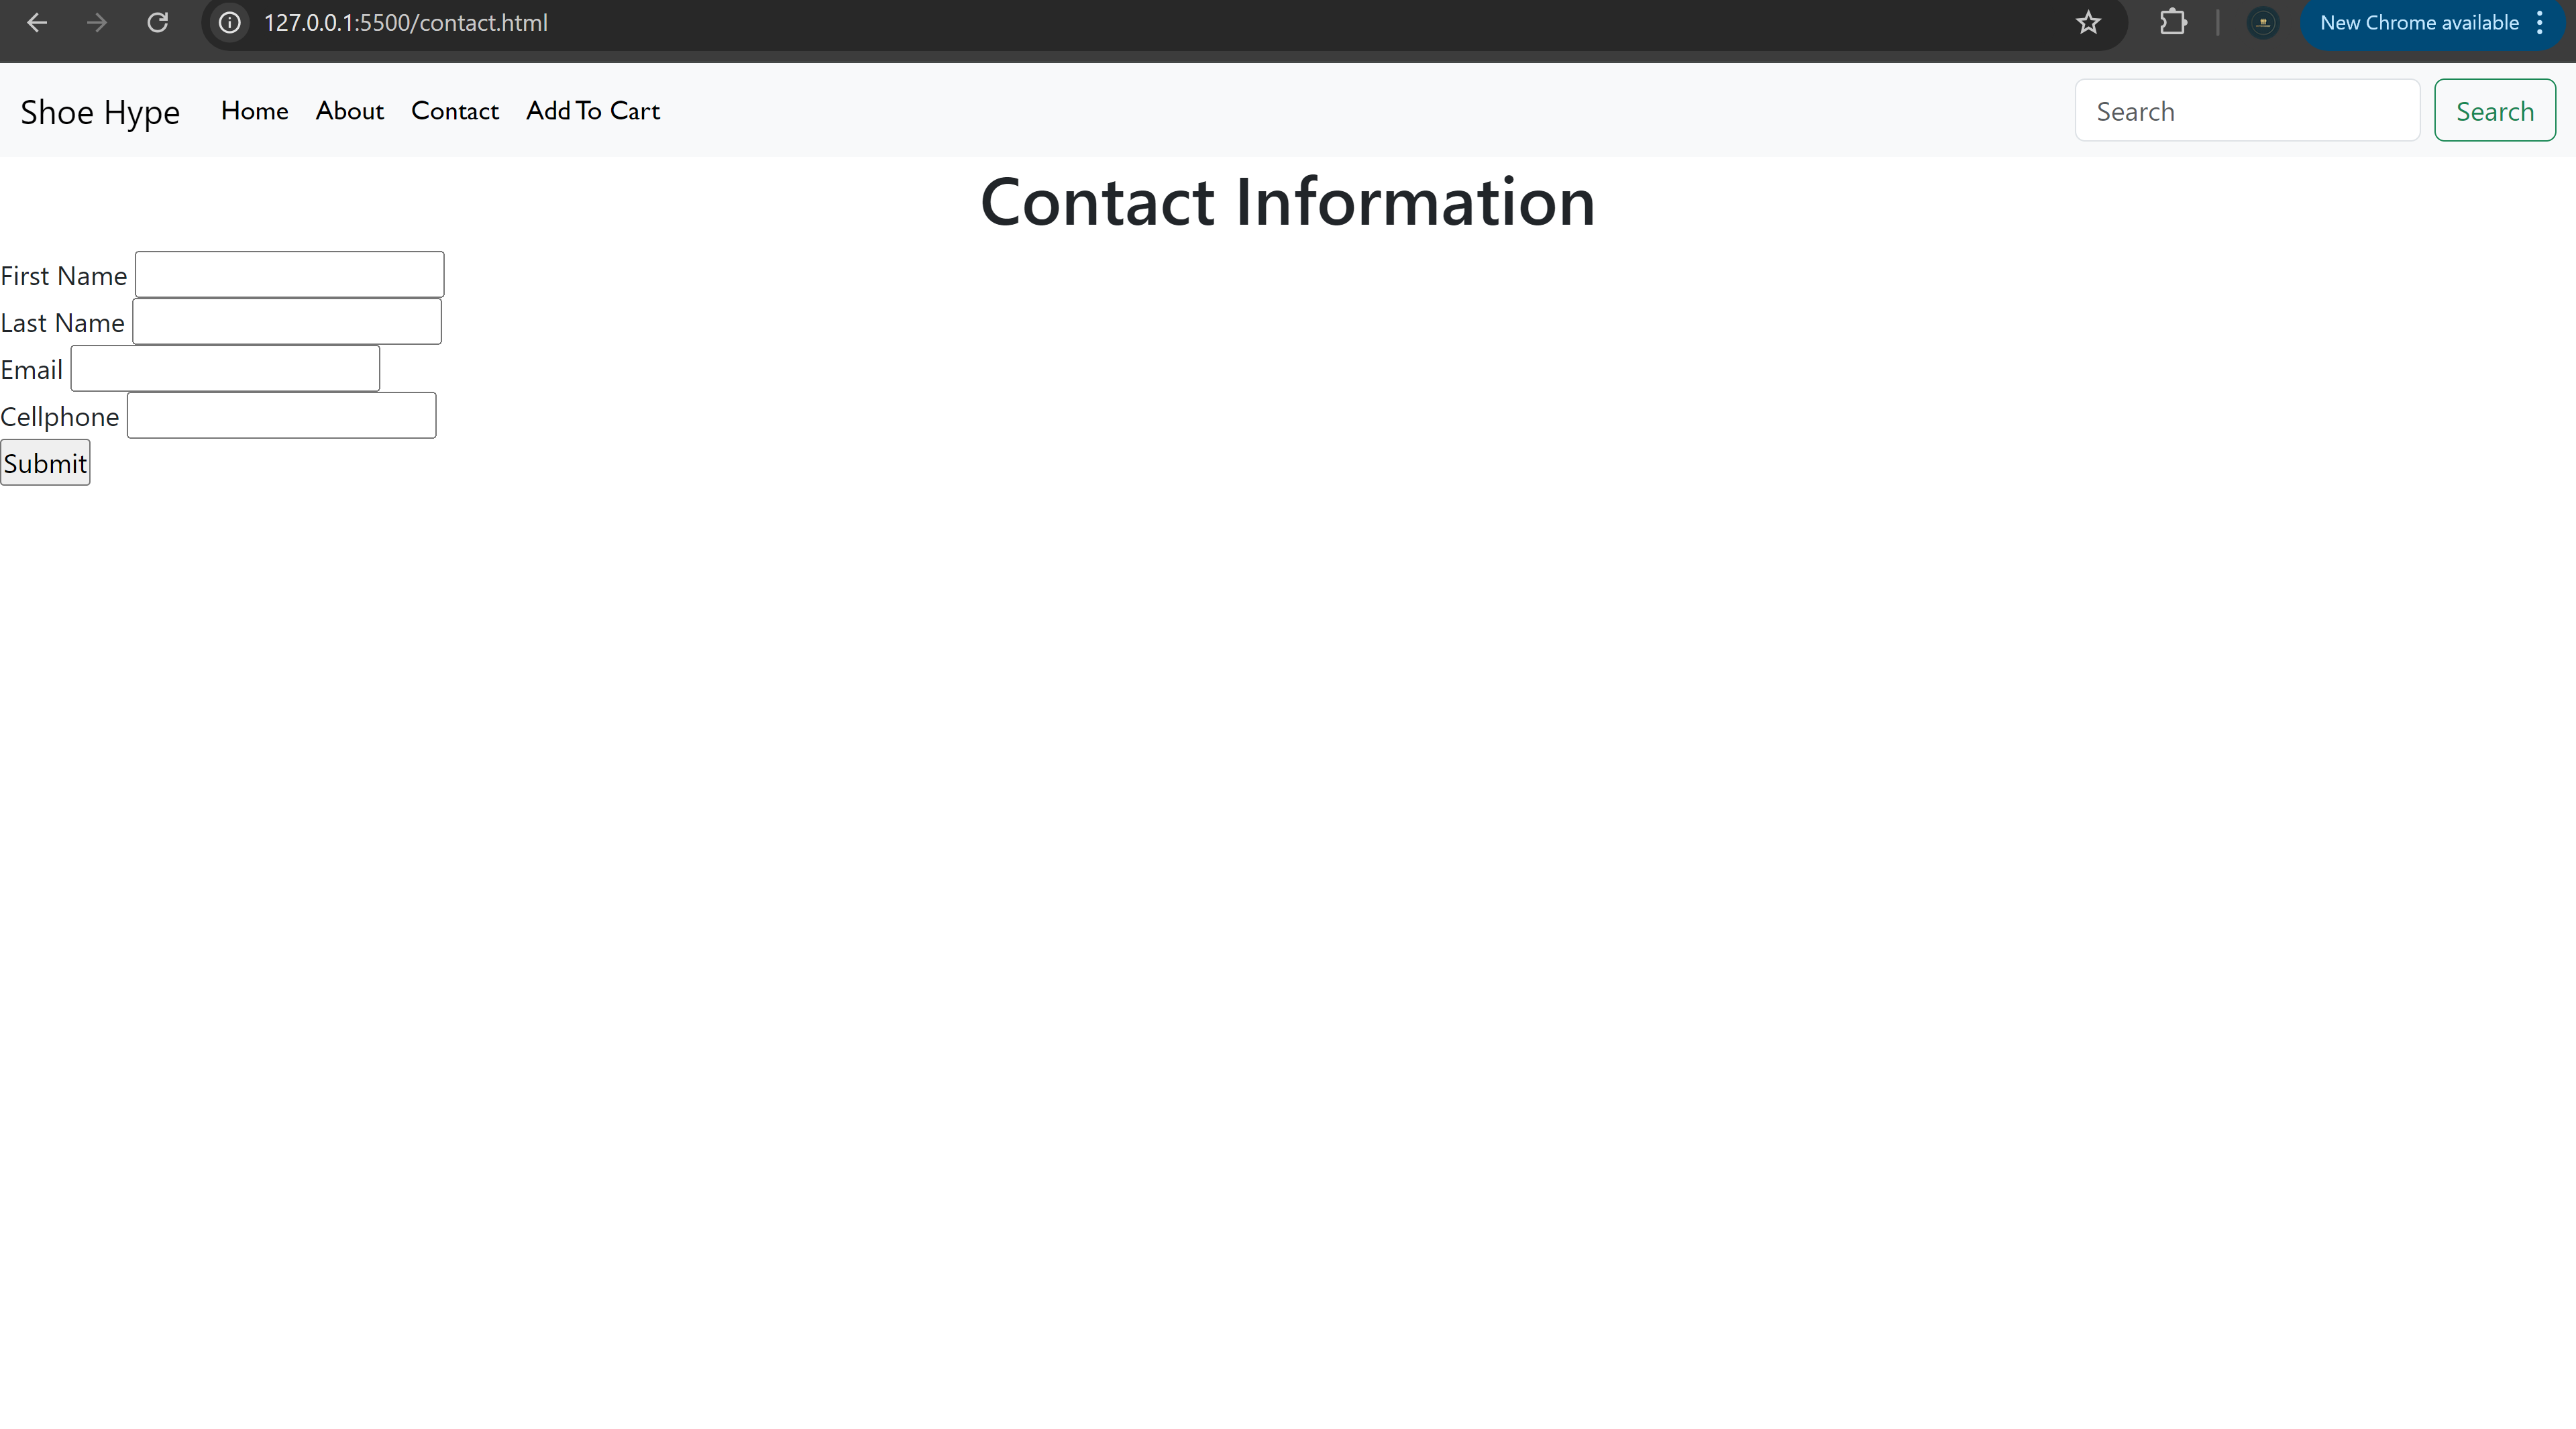 127.0.0.1:5500/contact.html
New Chrome available
Shoe Hype Home About Contact Add To Cart Search Search
Contact Information
First Name
Last Name
Email
Cellphone
Submit